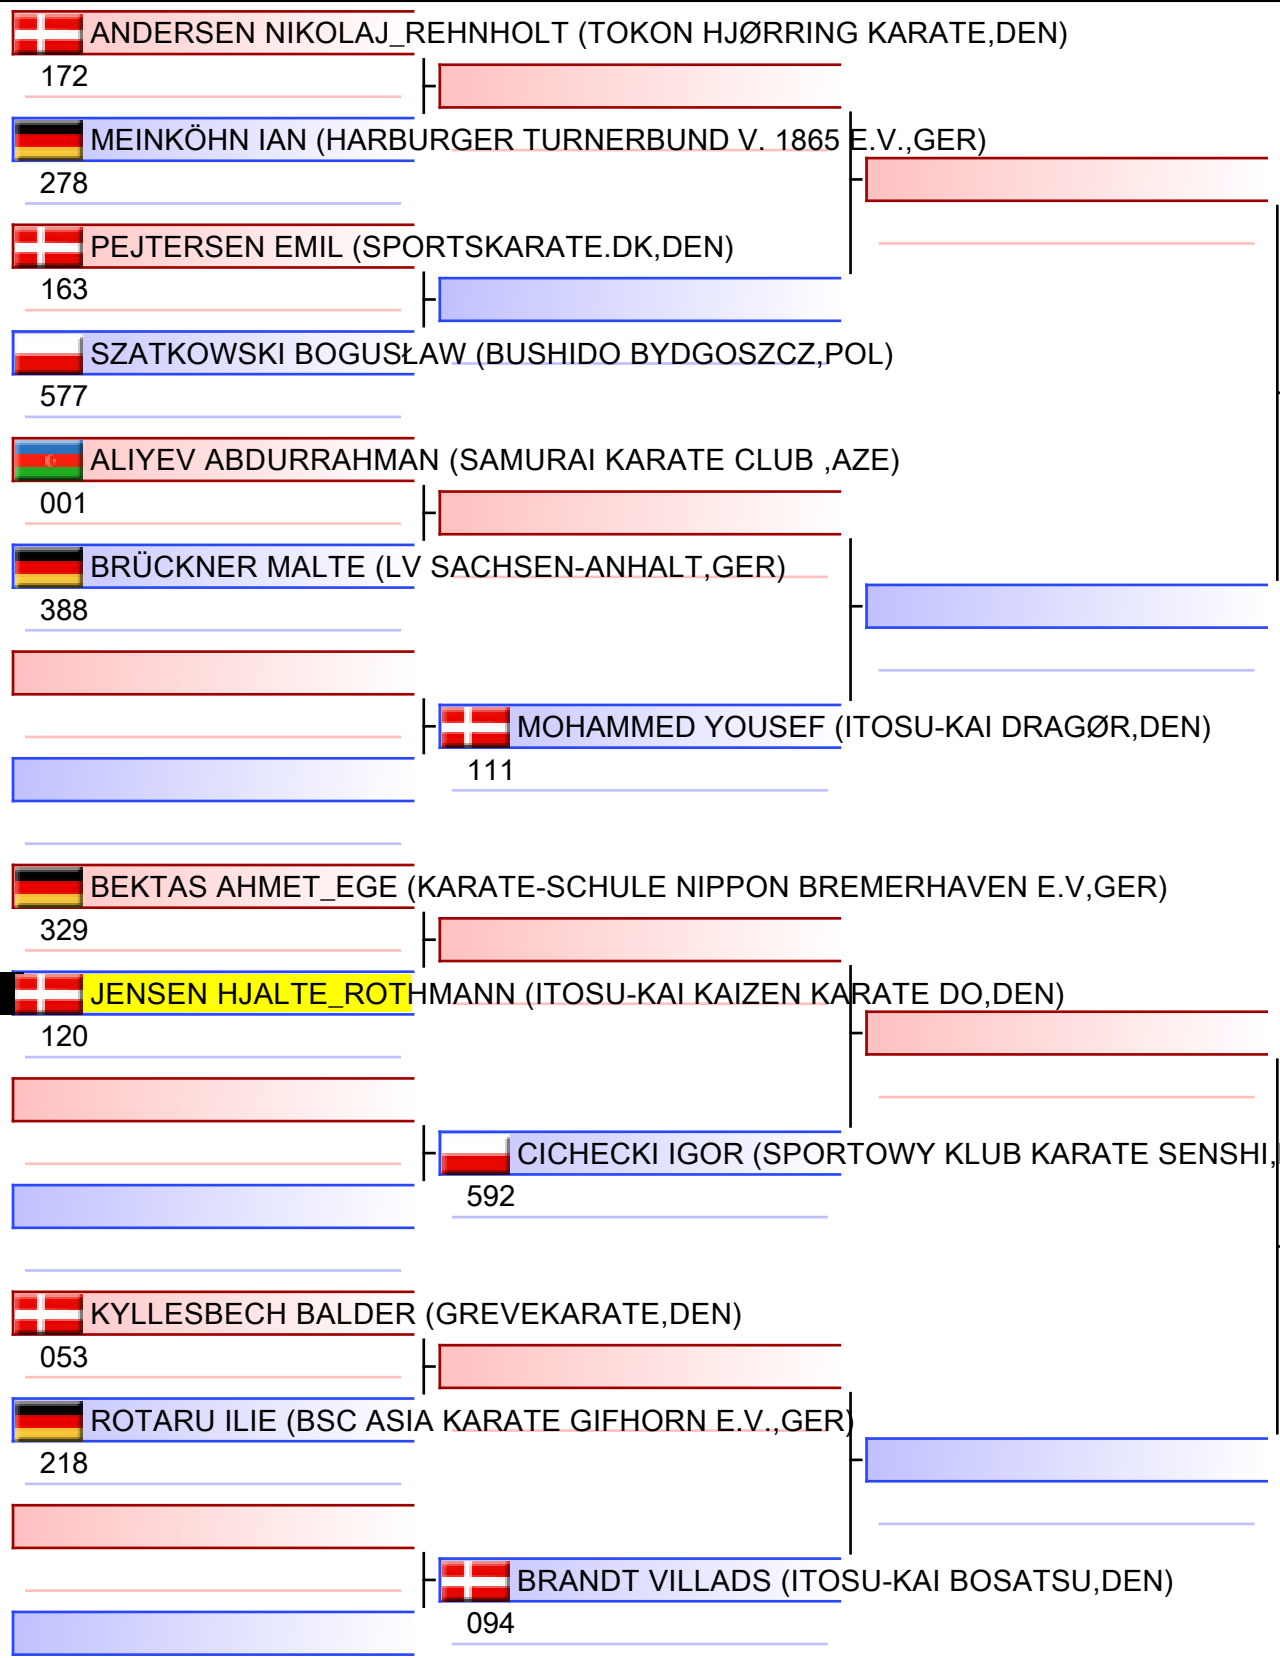 ANDERSEN NIKOLAJ_REHNHOLT (TOKON HJØRRING KARATE,DEN)
172
MEINKÖHN IAN (HARBURGER TURNERBUND V. 1865 E.V.,GER)
278
PEJTERSEN EMIL (SPORTSKARATE.DK,DEN)
163
SZATKOWSKI BOGUSŁAW (BUSHIDO BYDGOSZCZ,POL)
577
ALIYEV ABDURRAHMAN (SAMURAI KARATE CLUB ,AZE)
001
BRÜCKNER MALTE (LV SACHSEN-ANHALT,GER)
388
MOHAMMED YOUSEF (ITOSU-KAI DRAGØR,DEN)
111
BEKTAS AHMET_EGE (KARATE-SCHULE NIPPON BREMERHAVEN E.V,GER)
329
JENSEN HJALTE_ROTHMANN (ITOSU-KAI KAIZEN KARATE DO,DEN)
120
CICHECKI IGOR (SPORTOWY KLUB KARATE SENSHI,
592
KYLLESBECH BALDER (GREVEKARATE,DEN)
053
ROTARU ILIE (BSC ASIA KARATE GIFHORN E.V.,GER)
218
BRANDT VILLADS (ITOSU-KAI BOSATSU,DEN)
094